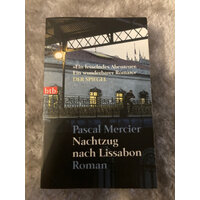 »Ein fesselndes Abenteuer.
Ein wunderbarer Roman.«
DER SPIEGEL
btb
Pascal Mercier
Nachtzug
nach Lissabon
Roman